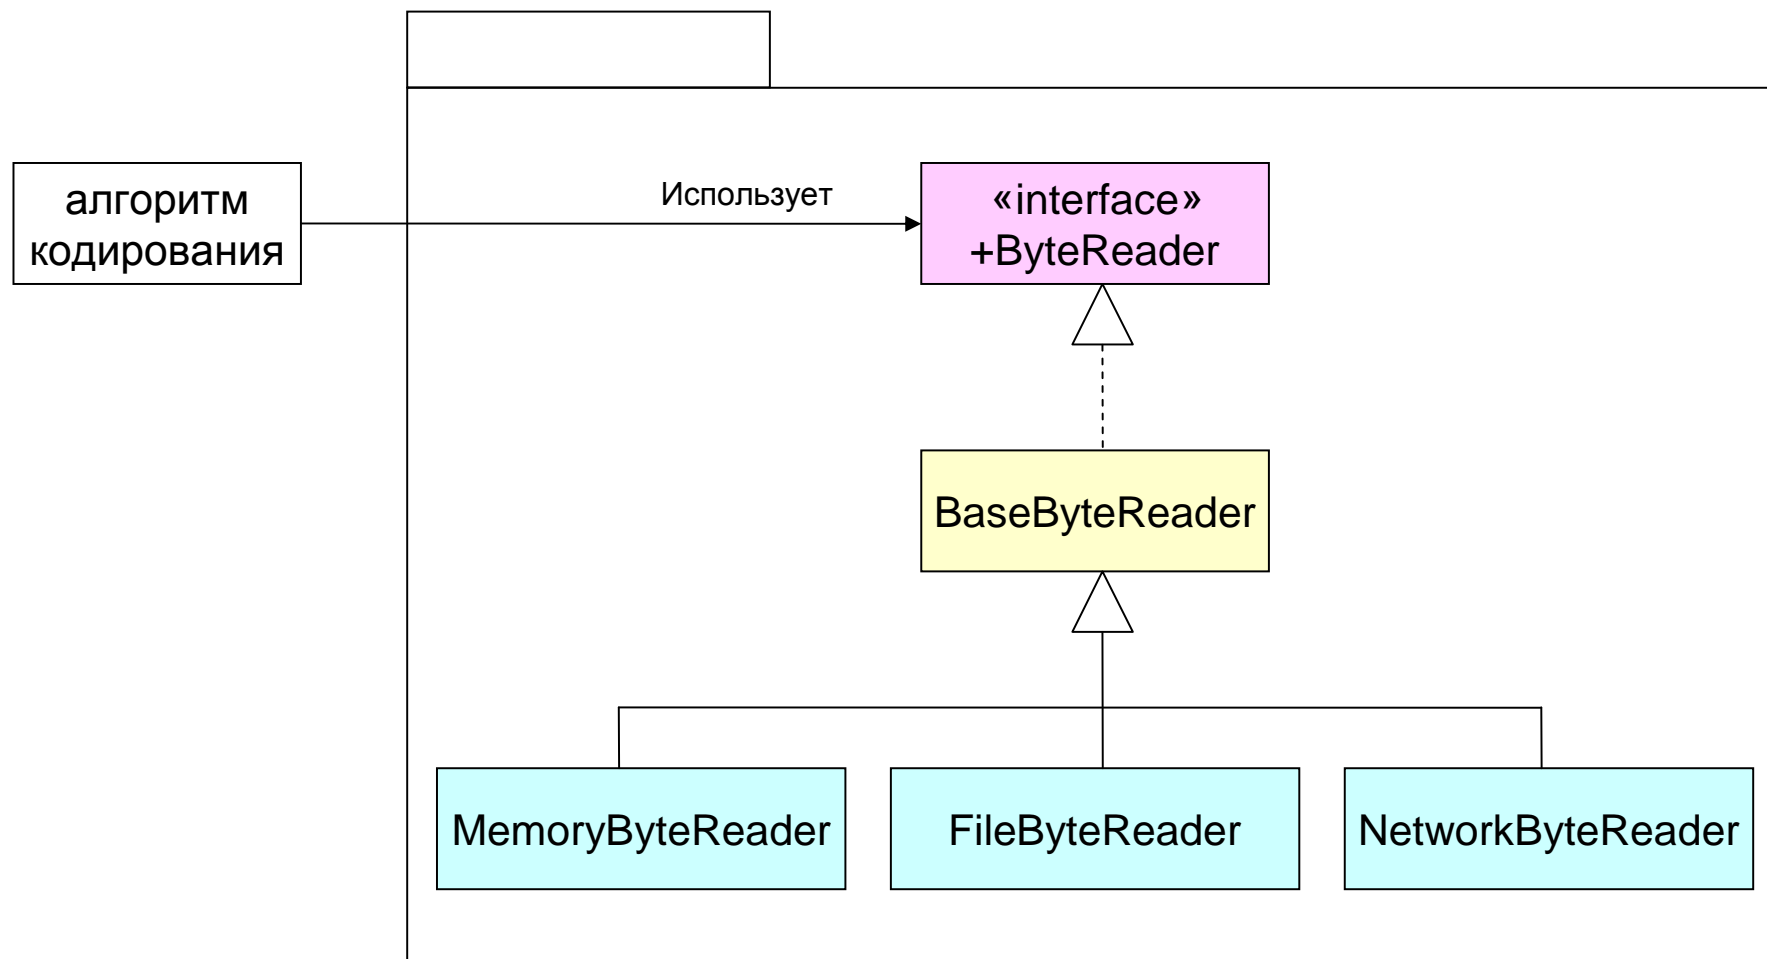 алгоритм
кодирования
Использует
«interface»
+ByteReader
BaseByteReader
MemoryByteReader
FileByteReader
NetworkByteReader